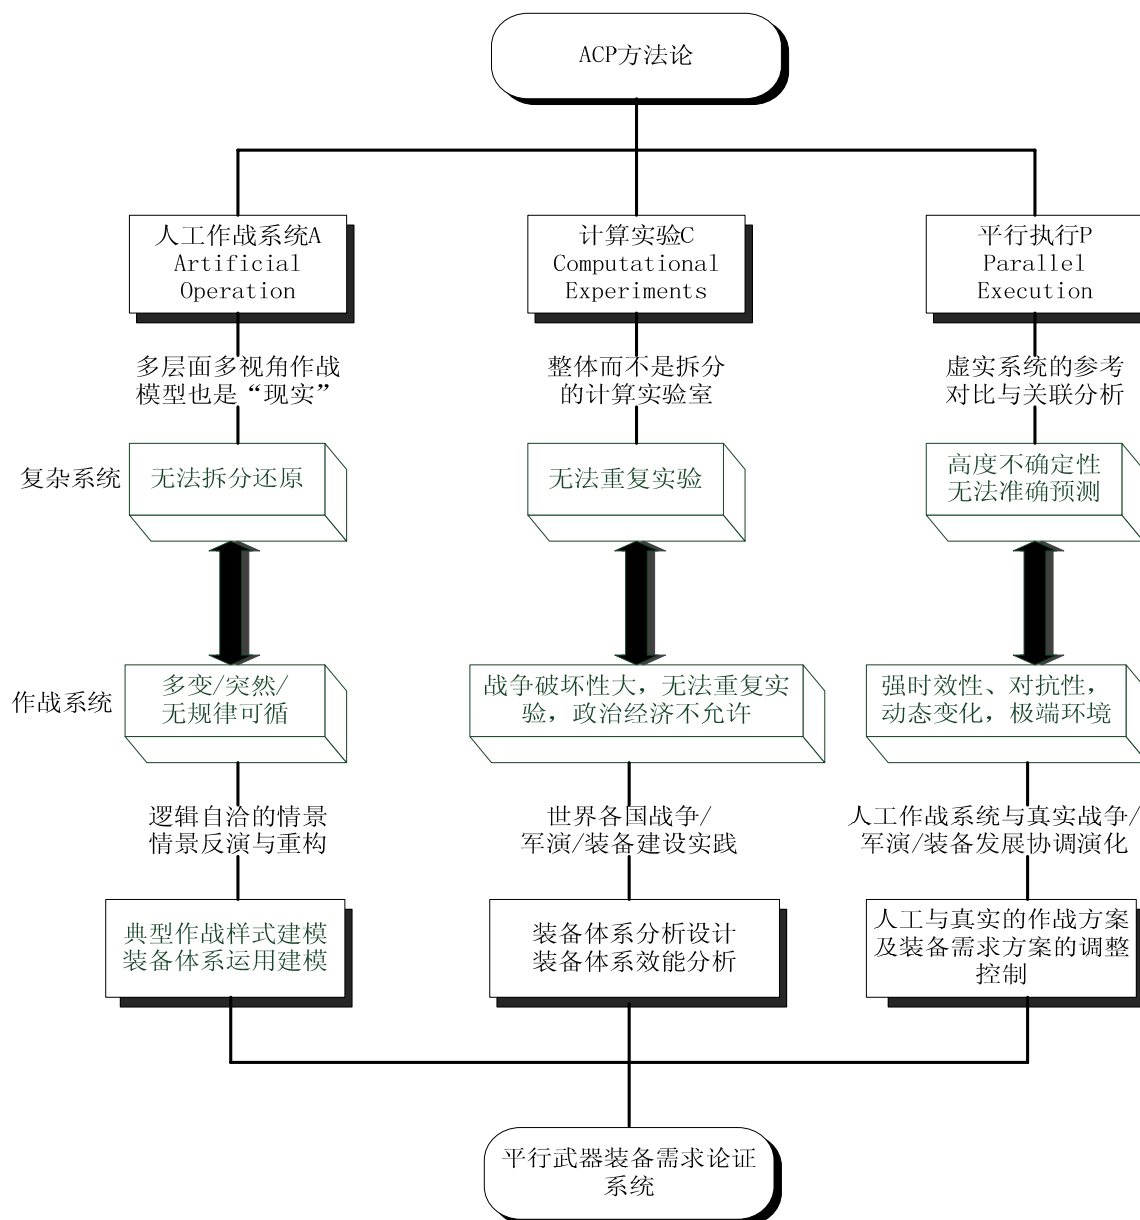 ACP方法论
人工作战系统A
Artificial
Operation
计算实验C
Computational
Experiments
平行执行P
Parallel
Execution
多层面多视角作战
模型也是“现实”
整体而不是拆分
的计算实验室
虚实系统的参考
对比与关联分析
复杂系统
无法拆分还原
无法重复实验
高度不确定性
无法准确预测
作战系统
多变/突然/
无规律可循
战争破坏性大，无法重复实
验，政治经济不允许
强时效性、对抗性，
动态变化，极端环境
逻辑自洽的情景
情景反演与重构
世界各国战争/
军演/装备建设实践
人工作战系统与真实战争/
军演/装备发展协调演化
典型作战样式建模
装备体系运用建模
装备体系分析设计
装备体系效能分析
人工与真实的作战方案
及装备需求方案的调整
控制
平行武器装备需求论证
系统